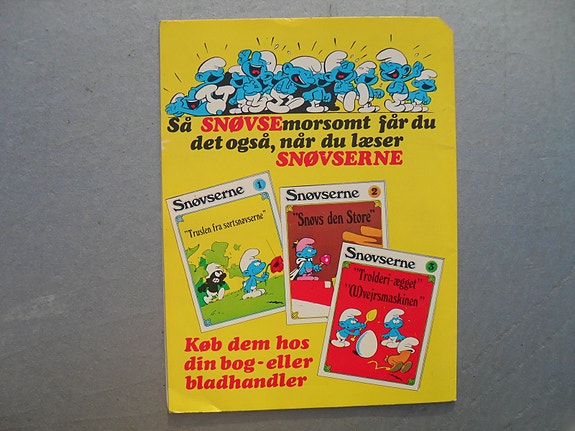 Så SNØVSEmorsomt får du
det også, når du læser
SNØVSERNE
Snøvserne 1
"Truslen fra sortsnøvserne"
Snøvserne 2
"Snøvs den Store"
Snøvserne 3
"Trolderi-ægget"
"(U)vejrsmaskinen"
Køb dem hos
din bog-eller
bladhandler